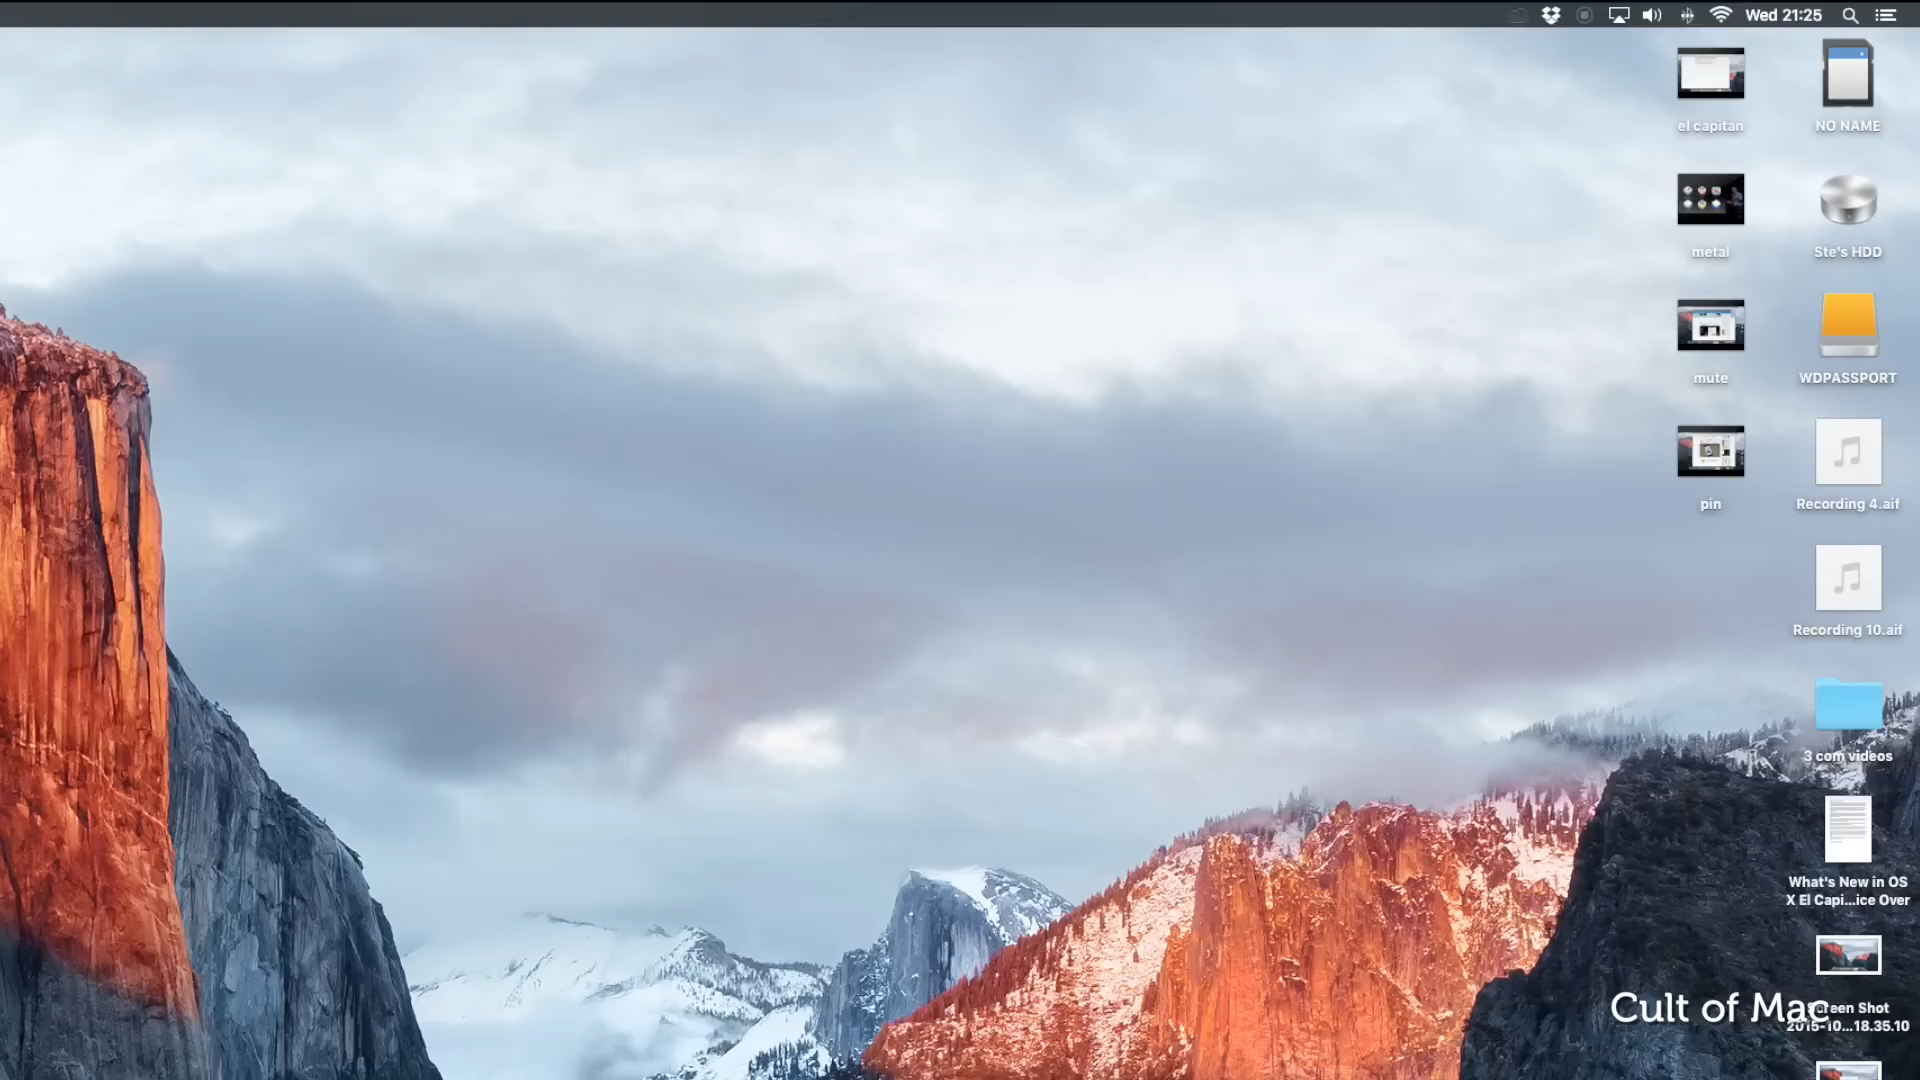 Wed 21:25
el capitan
NO NAME
metal
Ste's HDD
mute
WDPASSPORT
pin
Recording 4.aif
Recording 10.aif
3 com videos
What's New in OS
X El Capi...ice Over
Cult of Mac
Screen Shot
2015-10...18.35.10